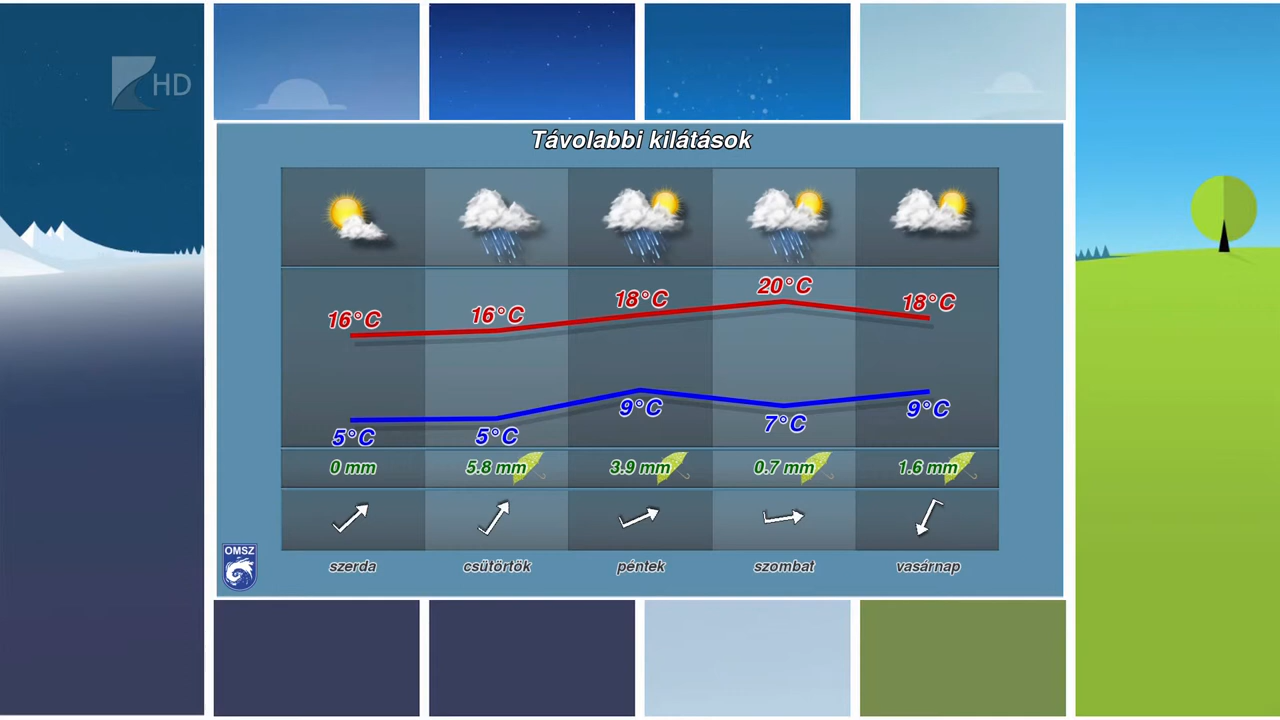 HD
Távolabbi kilátások
16°C 16°C 18°C 20°C 18°C
5°C 5°C 9°C 7°C 9°C
0 mm 5.8 mm 3.9 mm 0.7 mm 1.6 mm
OMSZ
szerda csütörtök péntek szombat vasárnap